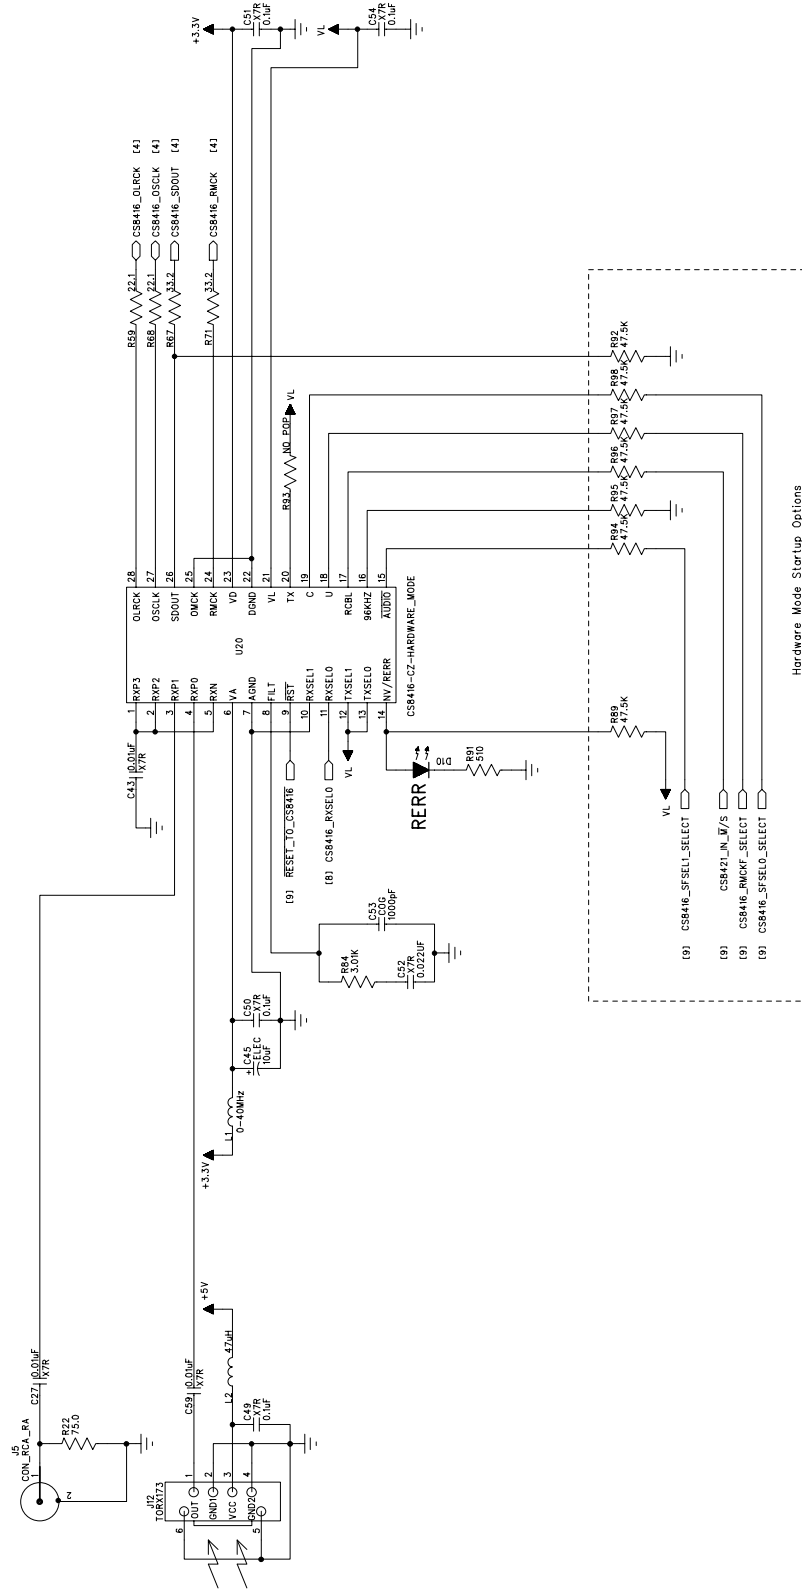 +3.3V
C51
X7R
0.1uF
VL
C54
X7R
0.1uF
CS8416_OLRCK [4]
CS8416_OSCLK [4]
CS8416_SDOUT [4]
CS8416_RMCK [4]
R59
22.1
R68
22.1
R67
33.2
R71
33.2
R93
NO POP
VL
28
27
26
25
24
23
22
21
20
19
18
17
16
15
OLRCK
OSCLK
SDOUT
OMCK
RMCK
VD
DGND
VL
TX
C
U
RCBL
96KHZ
AUDIO
U20
CS8416-CZ-HARDWARE_MODE
RXP3
RXP2
RXP1
RXP0
RXN
VA
AGND
FILT
RST
RXSEL1
RXSEL0
TXSEL1
TXSEL0
NV/RERR
1
2
3
4
5
6
7
8
9
10
11
12
13
14
R92
47.5K
R98
47.5K
R97
47.5K
R96
47.5K
R95
47.5K
R94
47.5K
R89
47.5K
Hardware Mode Startup Options
C43
0.01uF
X7R
VL
D10
RERR
R91
510
[9] RESET_TO_CS8416
[8] CS8416_RXSEL0
C53
COG
1000pF
R84
3.01K
C52
X7R
0.022UF
VL
[9] CS8416_SFSEL1_SELECT
[9] CS8421_IN_M/S
[9] CS8416_RMCKF_SELECT
[9] CS8416_SFSEL0_SELECT
C50
X7R
0.1uF
+
C45
ELEC
10uF
L1
0-40MHz
+3.3V
+5V
47uH
L2
C49
X7R
0.1uF
C59
0.01uF
X7R
C27
0.01uF
X7R
J5
CON_RCA_RA
1
2
R22
75.0
J12
TORX173
OUT
GND1
VCC
GND2
1
2
3
4
5
6